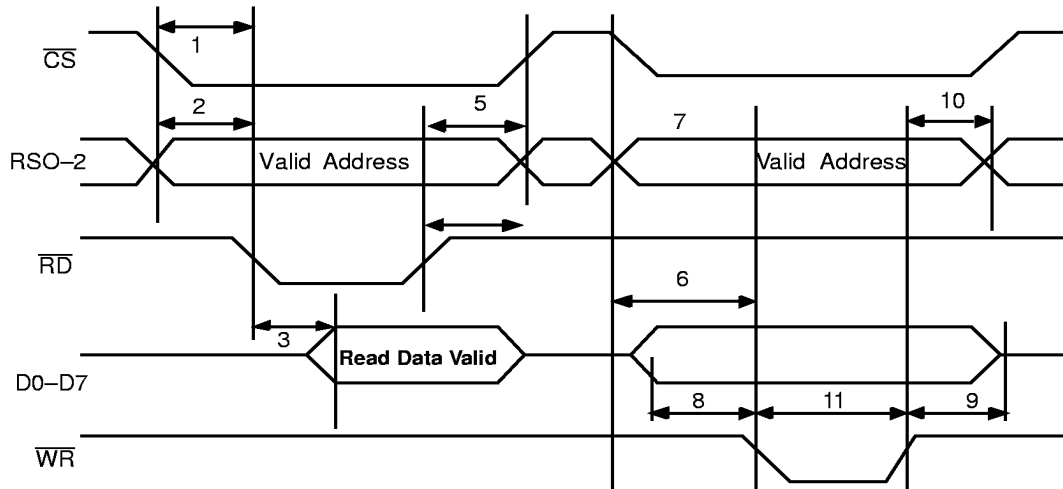 1
CS
2
5
7
10
RSO–2
Valid Address
Valid Address
RD
6
3
Read Data Valid
D0–D7
8
11
9
WR